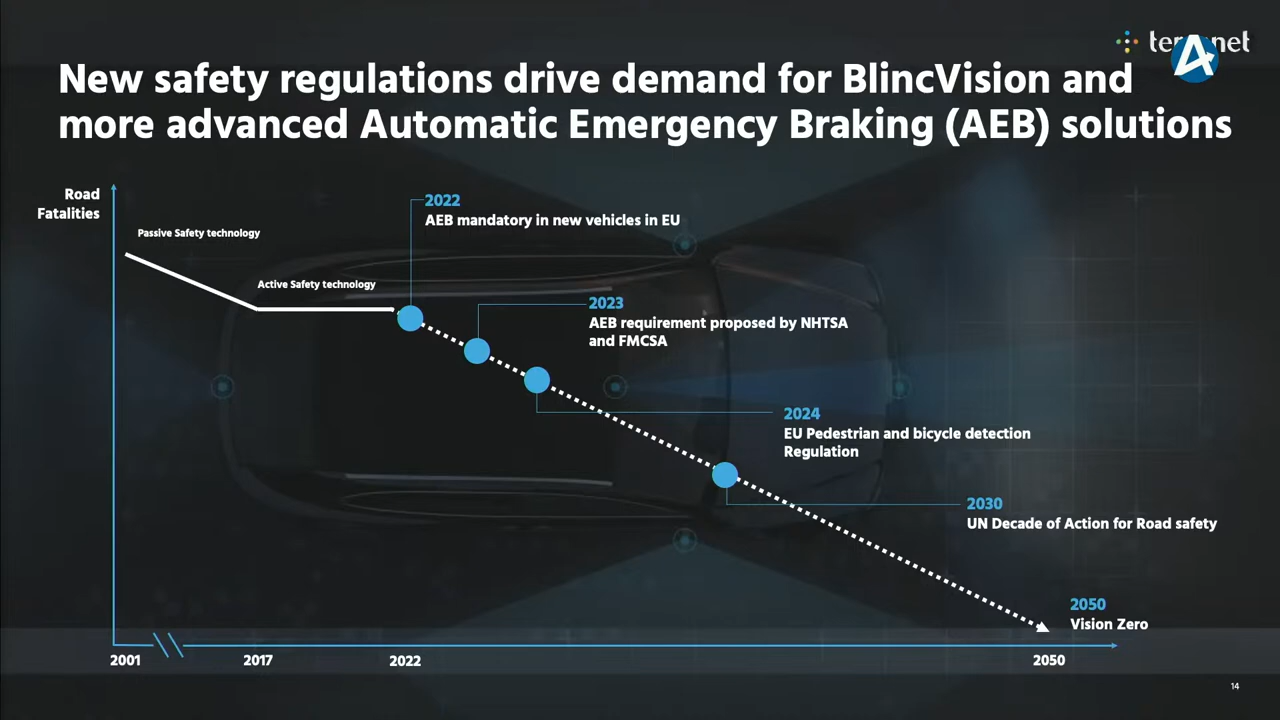 New safety regulations drive demand for BlincVision and
more advanced Automatic Emergency Braking (AEB) solutions
Road
Fatalities
Passive Safety technology
Active Safety technology
2022
AEB mandatory in new vehicles in EU
2023
AEB requirement proposed by NHTSA
and FMCSA
2024
EU Pedestrian and bicycle detection
Regulation
2030
UN Decade of Action for Road safety
2050
Vision Zero
2001
2017
2022
2050
14